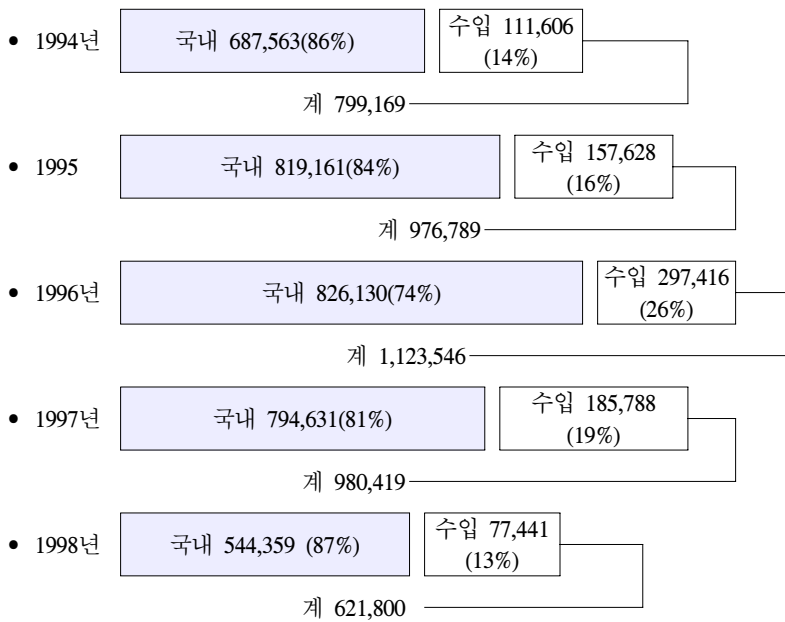 • 1994년 국내 687,563(86%) 수입 111,606
(14%)
계 799,169
• 1995 국내 819,161(84%) 수입 157,628
(16%)
계 976,789
• 1996년 국내 826,130(74%) 수입 297,416
(26%)
계 1,123,546
• 1997년 국내 794,631(81%) 수입 185,788
(19%)
계 980,419
• 1998년 국내 544,359 (87%) 수입 77,441
(13%)
계 621,800